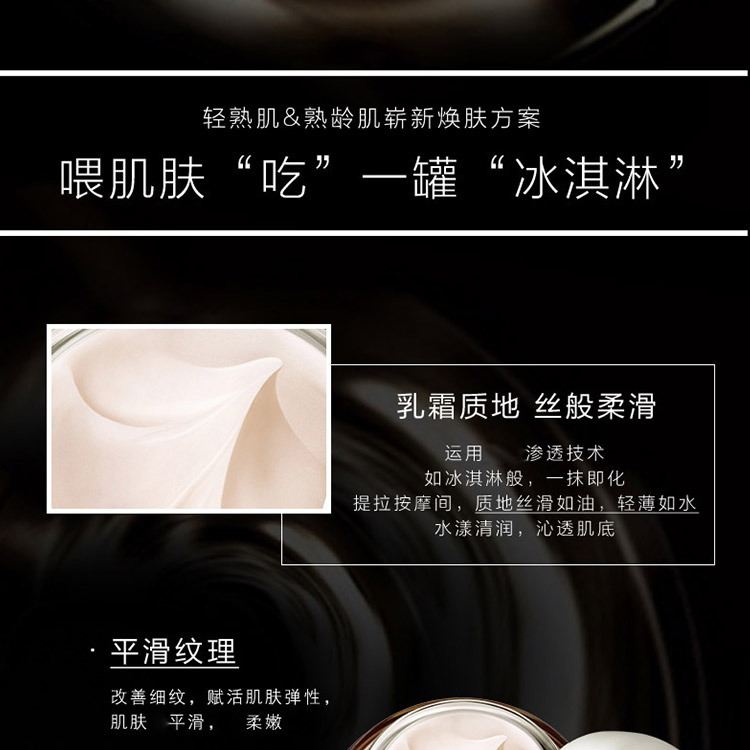 轻熟肌&熟龄肌崭新焕肤方案
喂肌肤“吃”一罐“冰淇淋”
乳霜质地 丝般柔滑
运用 渗透技术
如冰淇淋般，一抹即化
提拉按摩间，质地丝滑如油，轻薄如水
水漾清润，沁透肌底
· 平滑纹理
改善细纹，赋活肌肤弹性，
肌肤 平滑， 柔嫩